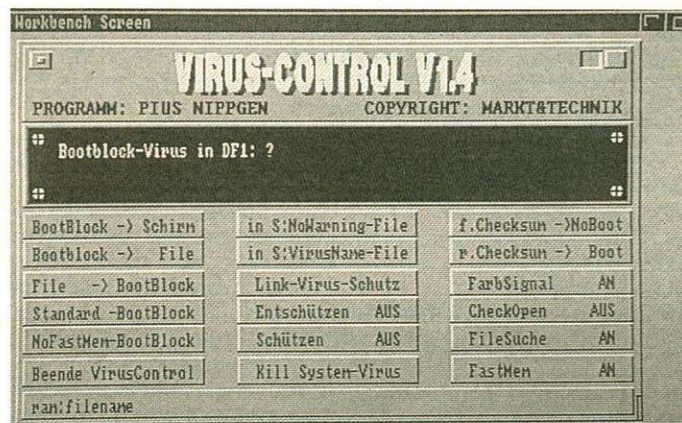 Workbench Screen
VIRUS-CONTROL V1.4
PROGRAMM: PIUS NIPPGEN COPYRIGHT: MARKT&TECHNIK
Bootblock-Virus in DF1: ?
BootBlock -> Schirm in S:NoWarning-File f.Checksum ->NoBoot
Bootblock -> File in S:VirusName-File r.Checksum -> Boot
File -> BootBlock Link-Virus-Schutz FarbSignal AN
Standard -BootBlock Entschützen AUS CheckOpen AUS
NoFastMem-BootBlock Schützen AUS FileSuche AN
Beende VirusControl Kill System-Virus FastMem AN
ram:filename